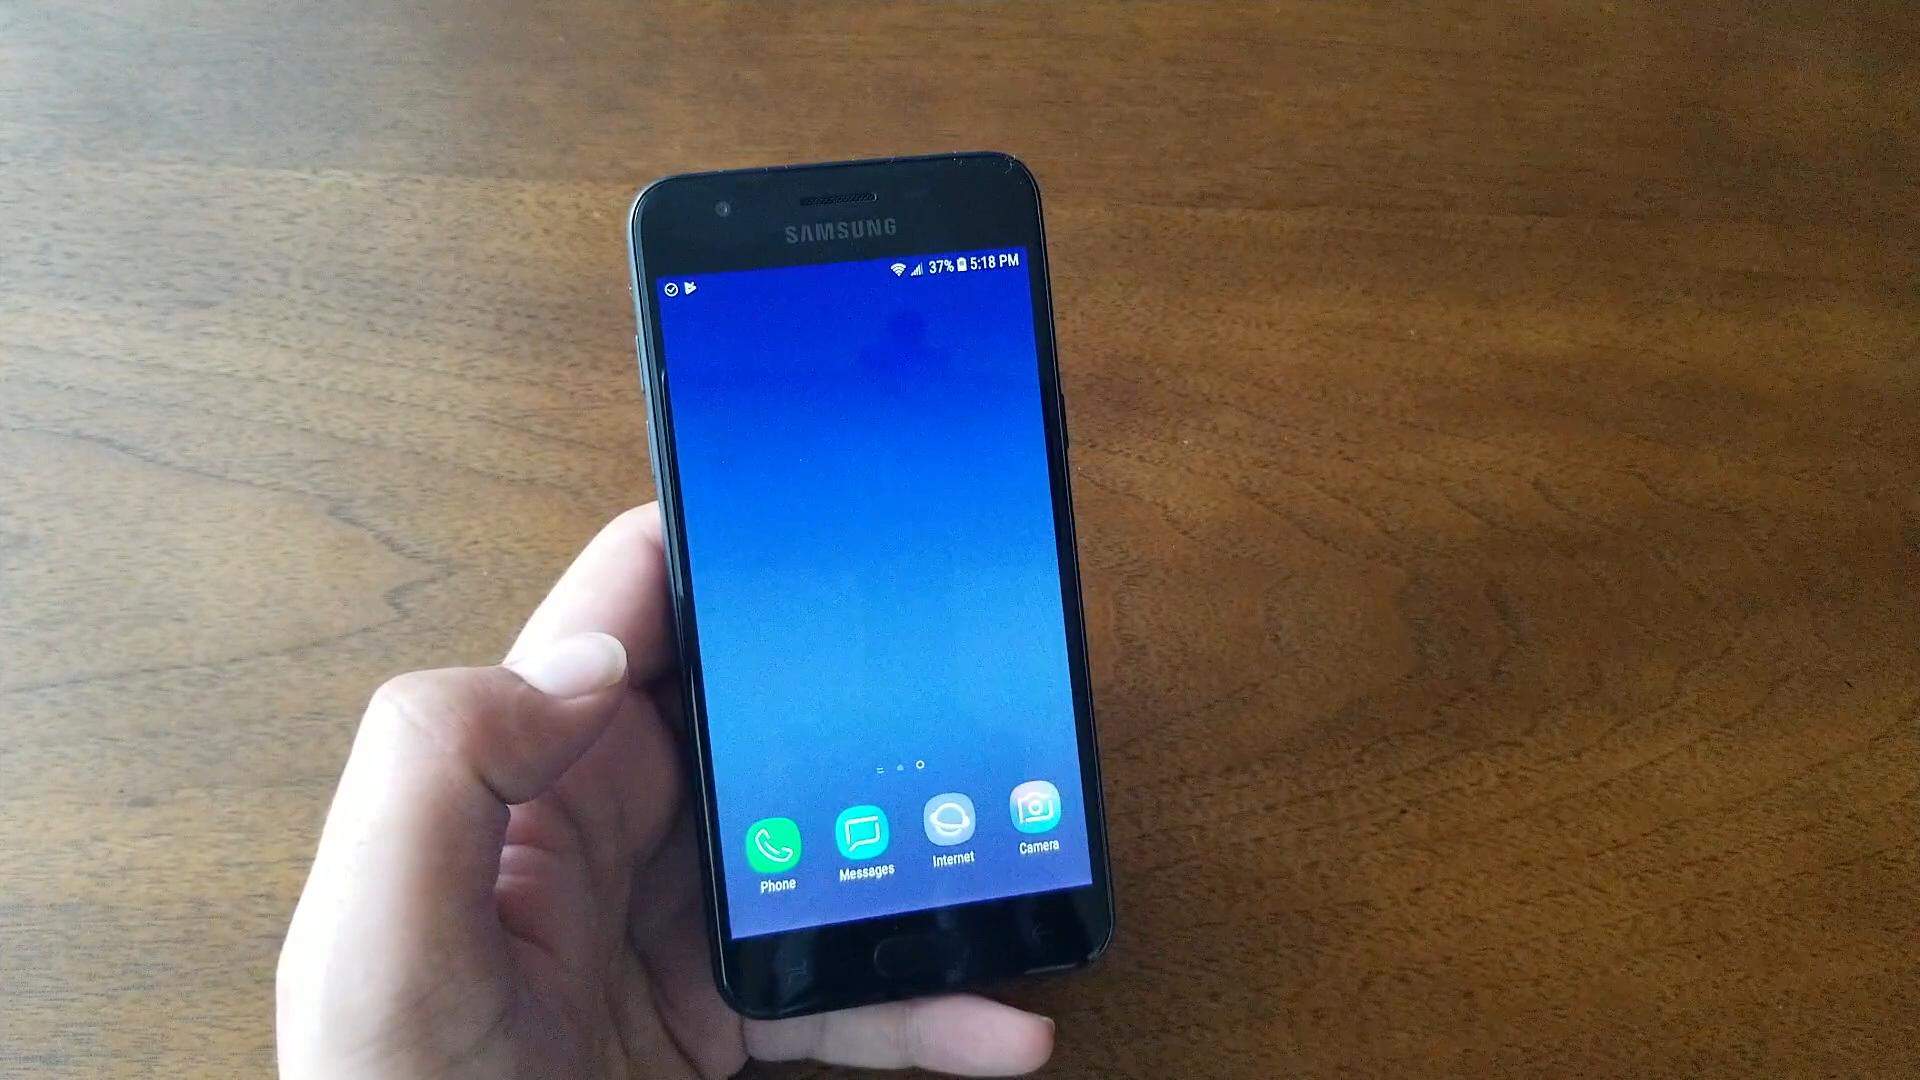 SAMSUNG
37% 5:18 PM
Phone
Messages
Internet
Camera